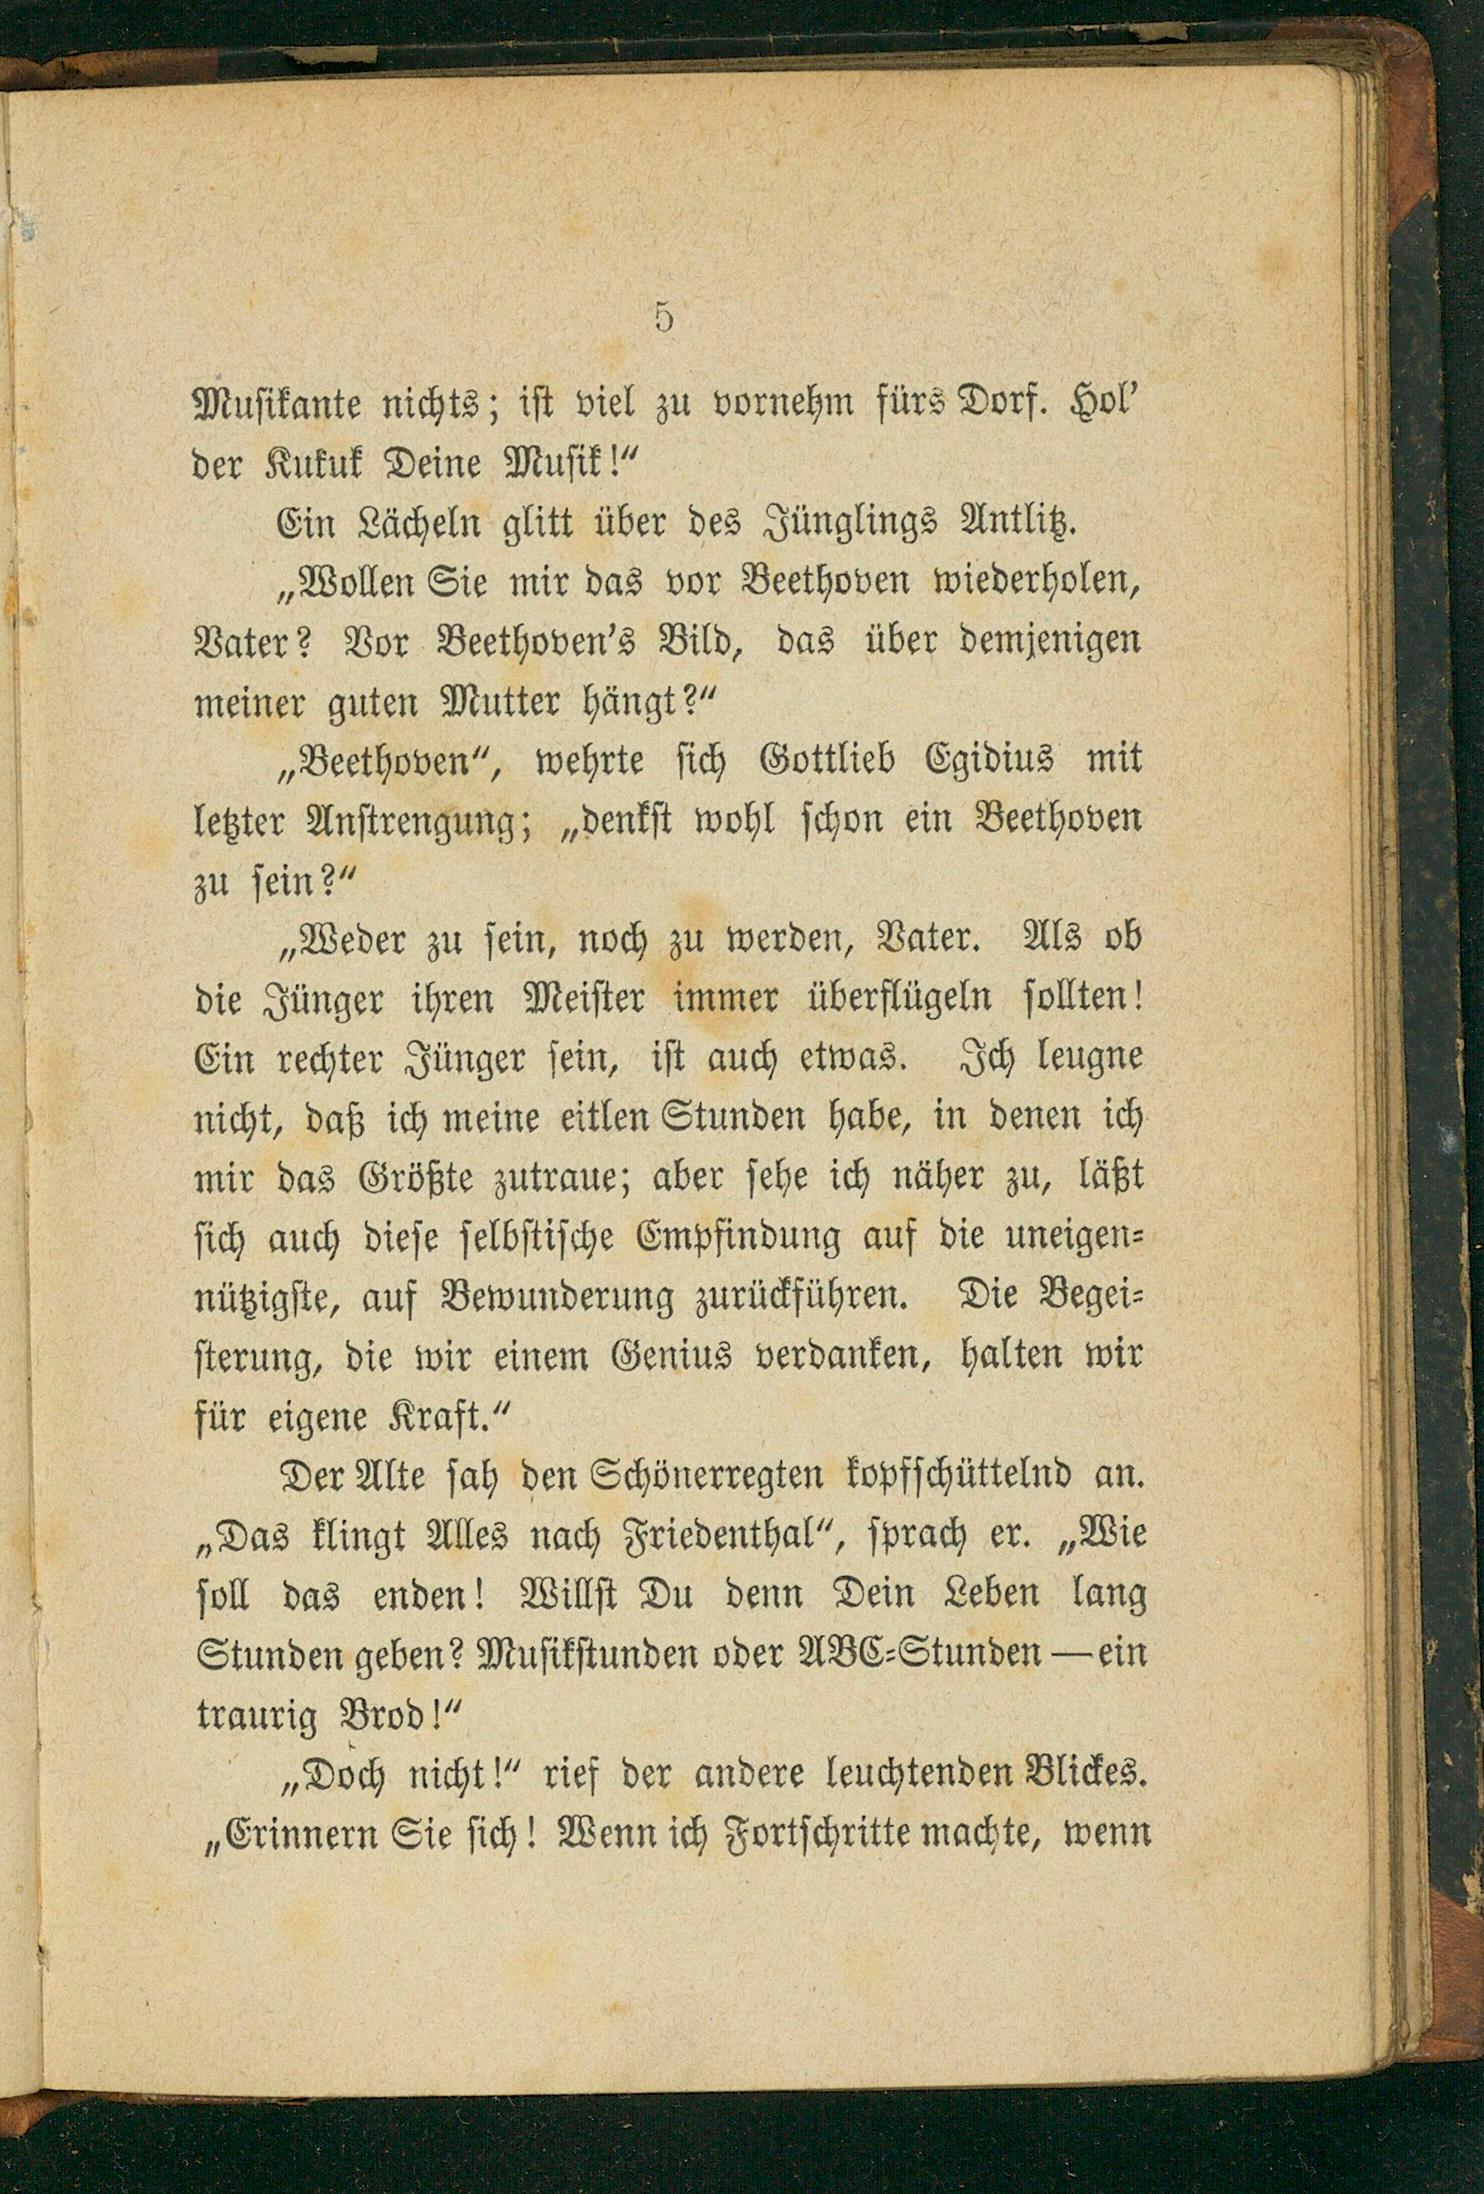 5
Musikante nichts; ist viel zu vornehm fürs Dorf. Hol’
der Kukuk Deine Musik!“
Ein Lächeln glitt über des Jünglings Antlitz.
„Wollen Sie mir das vor Beethoven wiederholen,
Vater? Vor Beethoven’s Bild, das über demjenigen
meiner guten Mutter hängt?“
„Beethoven“, wehrte sich Gottlieb Egidius mit
letzter Anstrengung; „denkst wohl schon ein Beethoven
zu sein?“
„Weder zu sein, noch zu werden, Vater. Als ob
die Jünger ihren Meister immer überflügeln sollten!
Ein rechter Jünger sein, ist auch etwas. Ich leugne
nicht, daß ich meine eitlen Stunden habe, in denen ich
mir das Größte zutraue; aber sehe ich näher zu, läßt
sich auch diese selbstische Empfindung auf die uneigen-
nützigste, auf Bewunderung zurückführen. Die Begei-
sterung, die wir einem Genius verdanken, halten wir
für eigene Kraft.“
Der Alte sah den Schönerregten kopfschüttelnd an.
„Das klingt Alles nach Friedenthal“, sprach er. „Wie
soll das enden! Willst Du denn Dein Leben lang
Stunden geben? Musikstunden oder ABC-Stunden — ein
traurig Brod!“
„Doch nicht!“ rief der andere leuchtenden Blickes.
„Erinnern Sie sich! Wenn ich Fortschritte machte, wenn